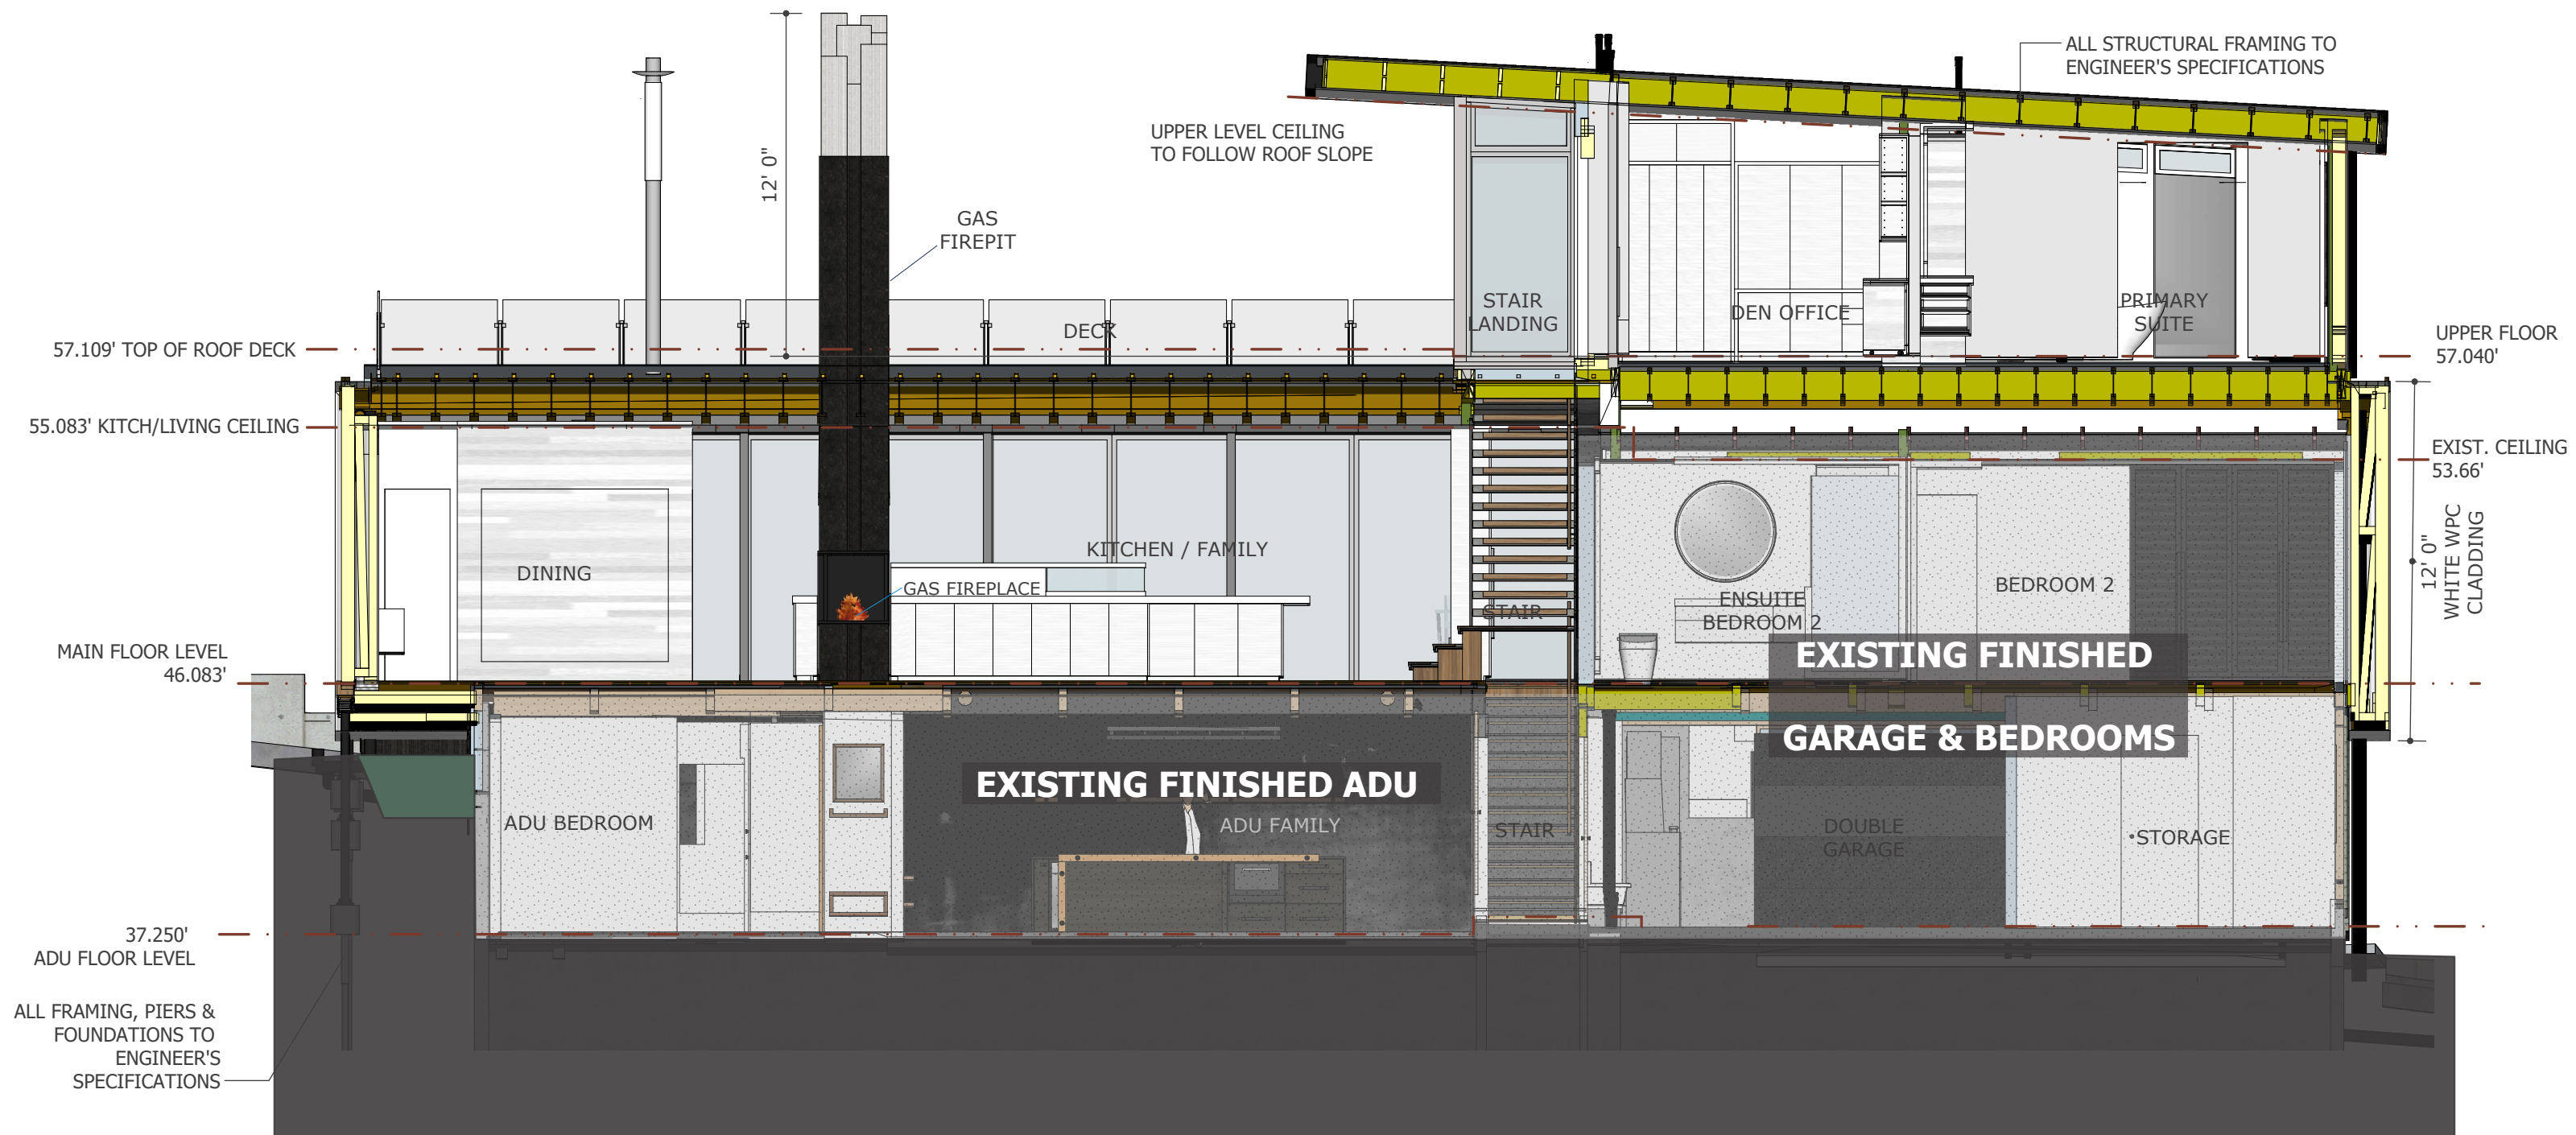 ALL STRUCTURAL FRAMING TO
ENGINEER'S SPECIFICATIONS
UPPER LEVEL CEILING
TO FOLLOW ROOF SLOPE
12' 0"
GAS
FIREPIT
STAIR
LANDING
DEN OFFICE
PRIMARY
SUITE
DECK
57.109' TOP OF ROOF DECK
UPPER FLOOR
57.040'
55.083' KITCH/LIVING CEILING
EXIST. CEILING
53.66'
12' 0"
WHITE WPC
CLADDING
DINING
KITCHEN / FAMILY
GAS FIREPLACE
STAIR
ENSUITE
BEDROOM 2
BEDROOM 2
MAIN FLOOR LEVEL
46.083'
EXISTING FINISHED
GARAGE & BEDROOMS
EXISTING FINISHED ADU
ADU BEDROOM
ADU FAMILY
STAIR
DOUBLE
GARAGE
STORAGE
37.250'
ADU FLOOR LEVEL
ALL FRAMING, PIERS &
FOUNDATIONS TO
ENGINEER'S
SPECIFICATIONS